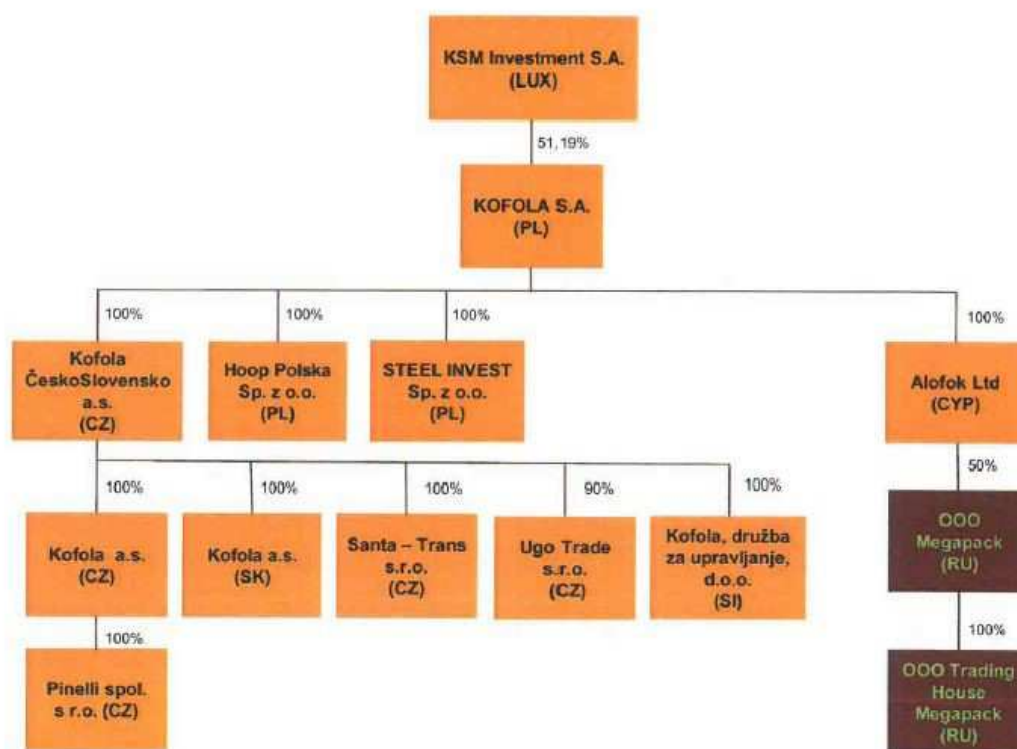 KSM Investment S.A.
(LUX)
51,19%
KOFOLA S.A.
(PL)
100%
100%
100%
100%
Kofola
ČeskoSlovensko
a.s.
(CZ)
Hoop Polska
Sp. z o.o.
(PL)
STEEL INVEST
Sp. z o.o.
(PL)
Alofok Ltd
(CYP)
100%
100%
100%
90%
100%
50%
Kofola a.s.
(CZ)
Kofola a.s.
(SK)
Santa – Trans
s.r.o.
(CZ)
Ugo Trade
s.r.o.
(CZ)
Kofola, družba
za upravljanje,
d.o.o.
(SI)
OOO
Megapack
(RU)
100%
100%
Pinelli spol.
s r.o. (CZ)
OOO Trading
House
Megapack
(RU)